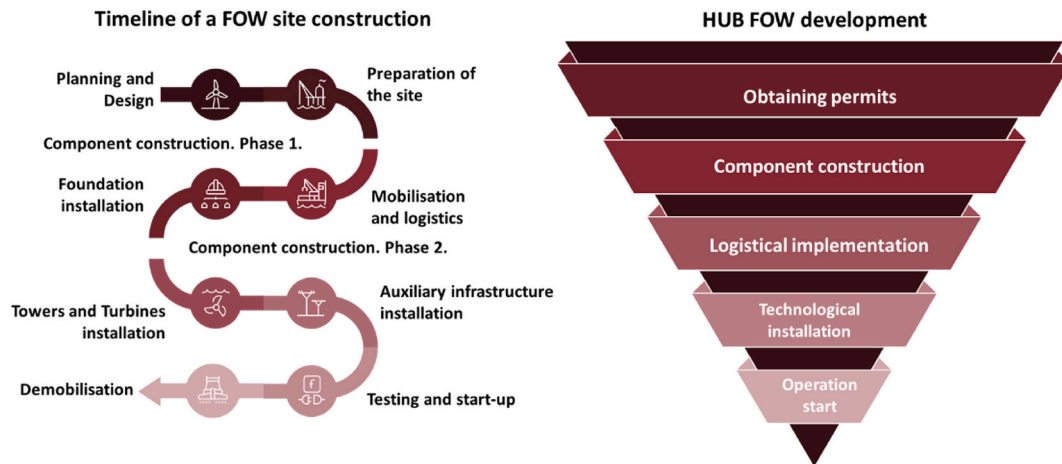 Timeline of a FOW site construction
Planning and
Design
Preparation of
the site
Component construction. Phase 1.
Foundation
installation
Mobilisation
and logistics
Component construction. Phase 2.
Towers and Turbines
installation
Auxiliary infrastructure
installation
Demobilisation
f
Testing and start-up
HUB FOW development
Obtaining permits
Component construction
Logistical implementation
Technological
installation
Operation
start